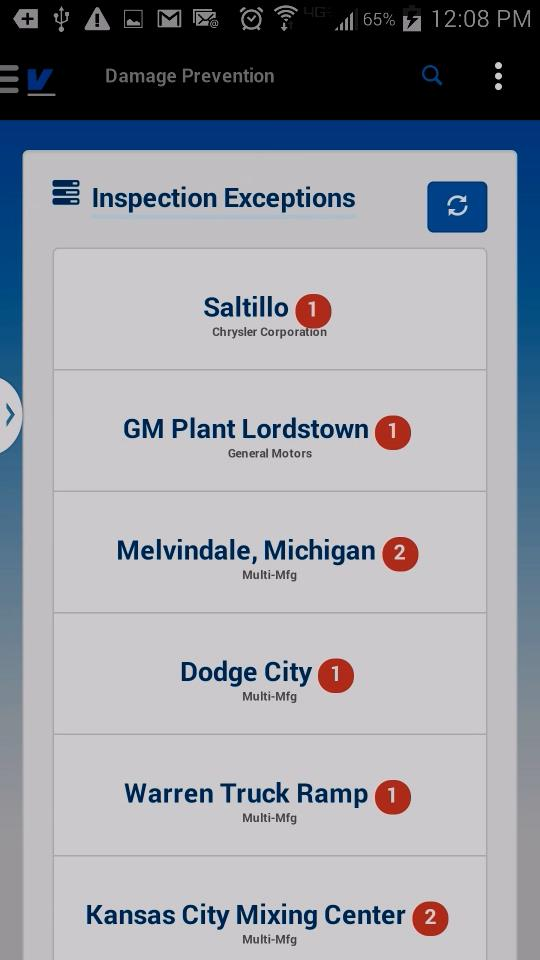 4G
65%
12:08 PM
Damage Prevention
Inspection Exceptions
Saltillo 1
Chrysler Corporation
GM Plant Lordstown 1
General Motors
Melvindale, Michigan 2
Multi-Mfg
Dodge City 1
Multi-Mfg
Warren Truck Ramp 1
Multi-Mfg
Kansas City Mixing Center 2
Multi-Mfg